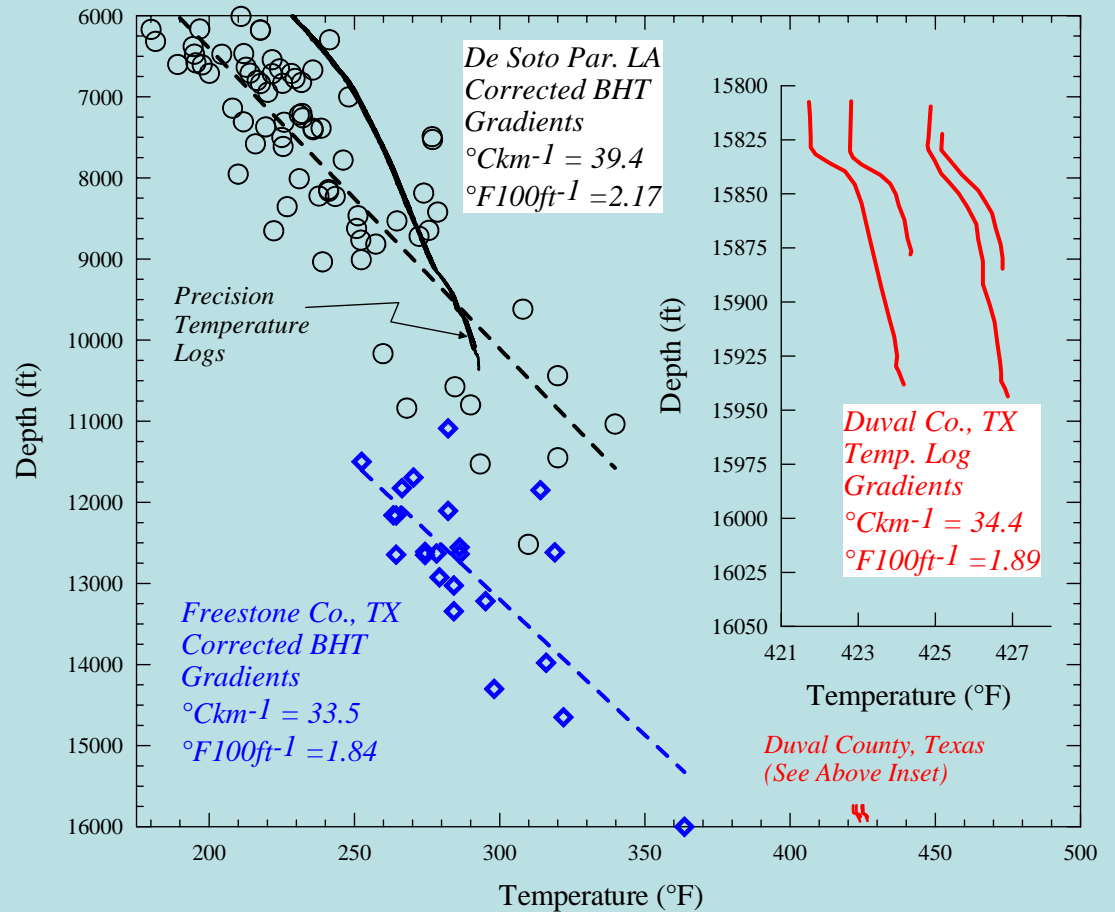 6000
7000
8000
9000
10000
11000
12000
13000
14000
15000
16000
Depth (ft)
200
250
300
350
400
450
500
Temperature (°F)
De Soto Par. LA
Corrected BHT
Gradients
°Ckm-1 = 39.4
°F100ft-1 =2.17
Precision
Temperature
Logs
Freestone Co., TX
Corrected BHT
Gradients
°Ckm-1 = 33.5
°F100ft-1 =1.84
15800
15825
15850
15875
15900
15925
15950
15975
16000
16025
16050
Depth (ft)
421
423
425
427
Temperature (°F)
Duval Co., TX
Temp. Log
Gradients
°Ckm-1 = 34.4
°F100ft-1 =1.89
Duval County, Texas
(See Above Inset)